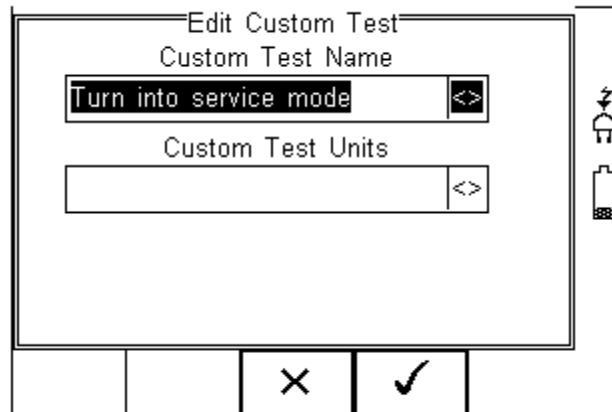 Edit Custom Test
Custom Test Name
Turn into service mode <>
Custom Test Units
<>